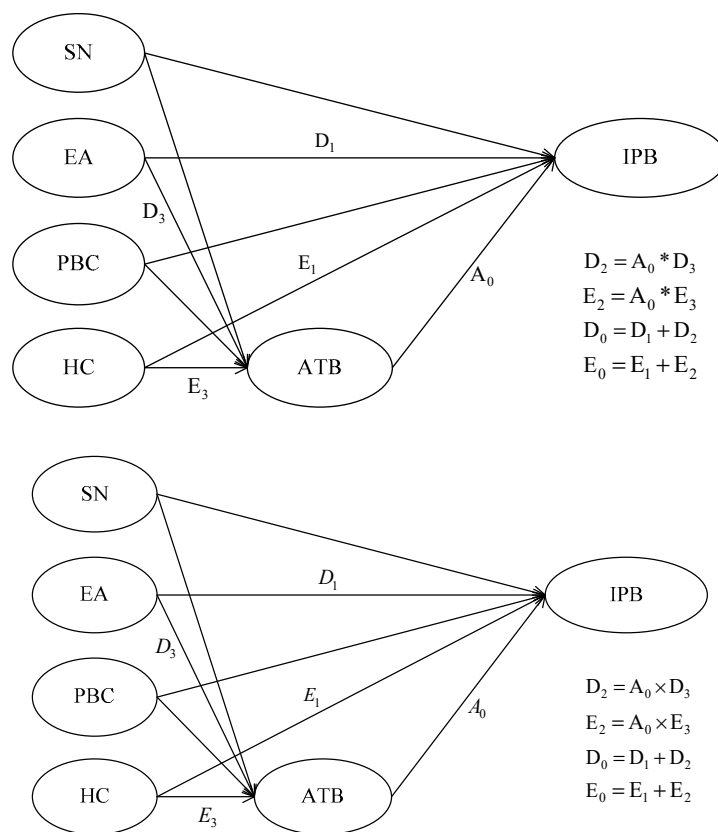 SN
EA
D₁
IPB
D₃
PBC
E₁
A₀
HC
E₃
ATB
D₂ = A₀ * D₃
E₂ = A₀ * E₃
D₀ = D₁ + D₂
E₀ = E₁ + E₂
SN
EA
D₁
IPB
D₃
PBC
E₁
A₀
HC
E₃
ATB
D₂ = A₀ × D₃
E₂ = A₀ × E₃
D₀ = D₁ + D₂
E₀ = E₁ + E₂